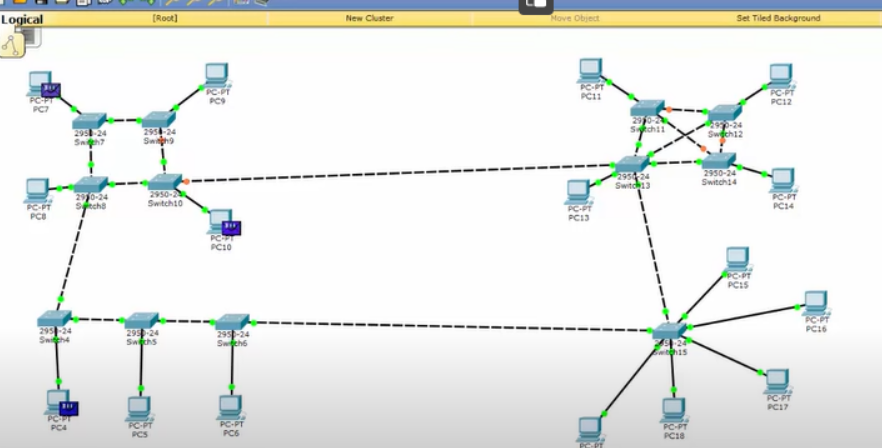 Logical
[Root]
New Cluster
Move Object
Set Tiled Background
PC-PT
PC7
PC-PT
PC9
2950-24
Switch7
2950-24
Switch9
PC-PT
PC8
2950-24
Switch8
2950-24
Switch10
PC-PT
PC10
PC-PT
PC11
2950-24
Switch11
2950-24
Switch12
PC-PT
PC12
2950-24
Switch13
2950-24
Switch14
PC-PT
PC13
PC-PT
PC14
2950-24
Switch4
2950-24
Switch5
2950-24
Switch6
PC-PT
PC4
PC-PT
PC5
PC-PT
PC6
PC-PT
PC15
PC-PT
PC16
2950-24
Switch15
PC-PT
PC17
PC-PT
PC18
PC-PT